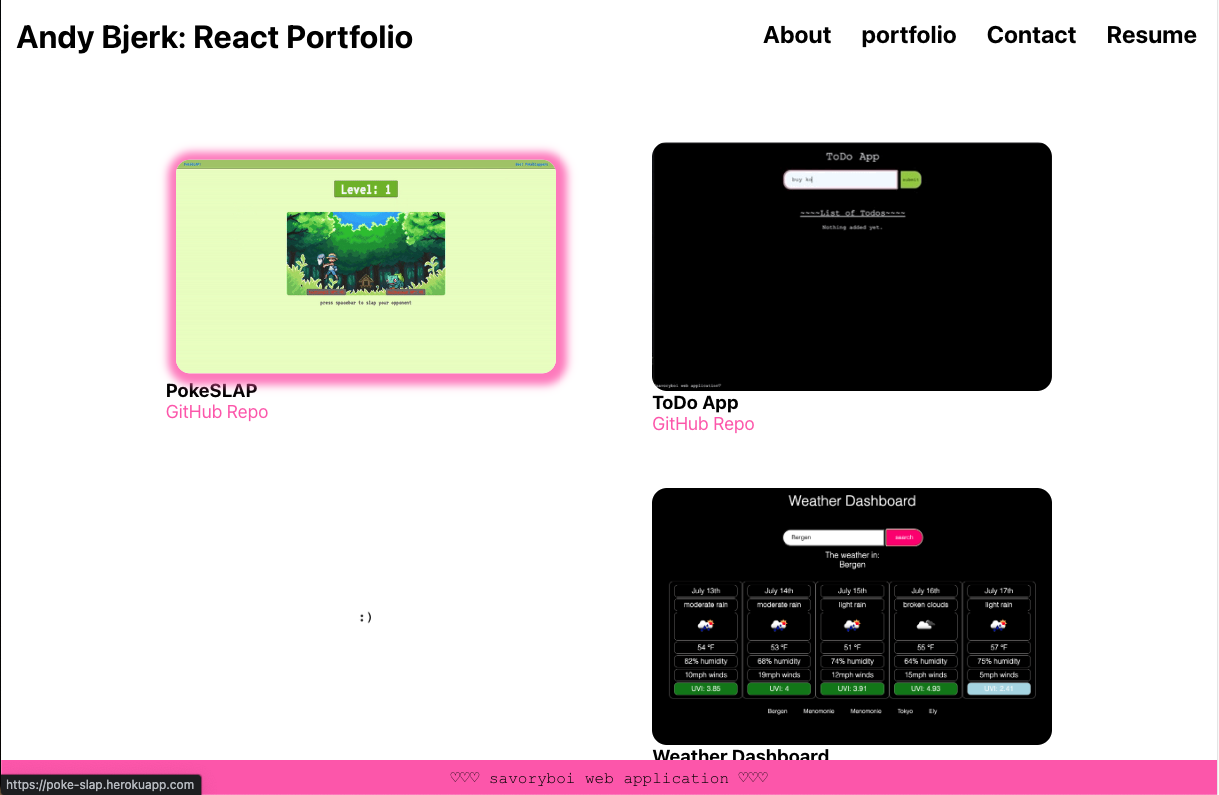 Andy Bjerk: React Portfolio
About portfolio Contact Resume
Level: 1
press spacebar to slap your opponent
PokeSLAP
GitHub Repo
ToDo App
submit
~~~~List of Todos~~~~
Nothing added yet.
savoryboi web application
ToDo App
GitHub Repo
:)
Weather Dashboard
Bergen search
The weather in:
Bergen
July 13th July 14th July 15th July 16th July 17th
moderate rain moderate rain light rain broken clouds light rain
54 °F 53 °F 51 °F 55 °F 57 °F
82% humidity 68% humidity 74% humidity 64% humidity 75% humidity
10mph winds 19mph winds 12mph winds 15mph winds 5mph winds
UVI: 3.85 UVI: 4 UVI: 3.91 UVI: 4.93 UVI: 2.41
Bergen Menomonie Menomonie Tokyo Ely
Weather Dashboard
♡♡♡ savoryboi web application ♡♡♡
https://poke-slap.herokuapp.com